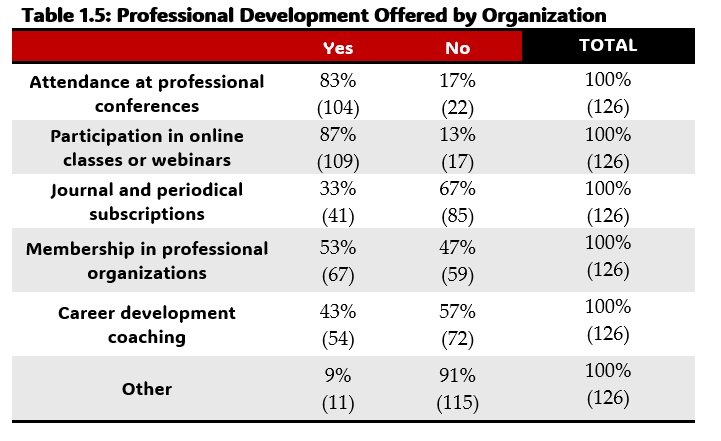 Table 1.5: Professional Development Offered by Organization
Yes No TOTAL
Attendance at professional conferences 83% (104) 17% (22) 100% (126)
Participation in online classes or webinars 87% (109) 13% (17) 100% (126)
Journal and periodical subscriptions 33% (41) 67% (85) 100% (126)
Membership in professional organizations 53% (67) 47% (59) 100% (126)
Career development coaching 43% (54) 57% (72) 100% (126)
Other 9% (11) 91% (115) 100% (126)